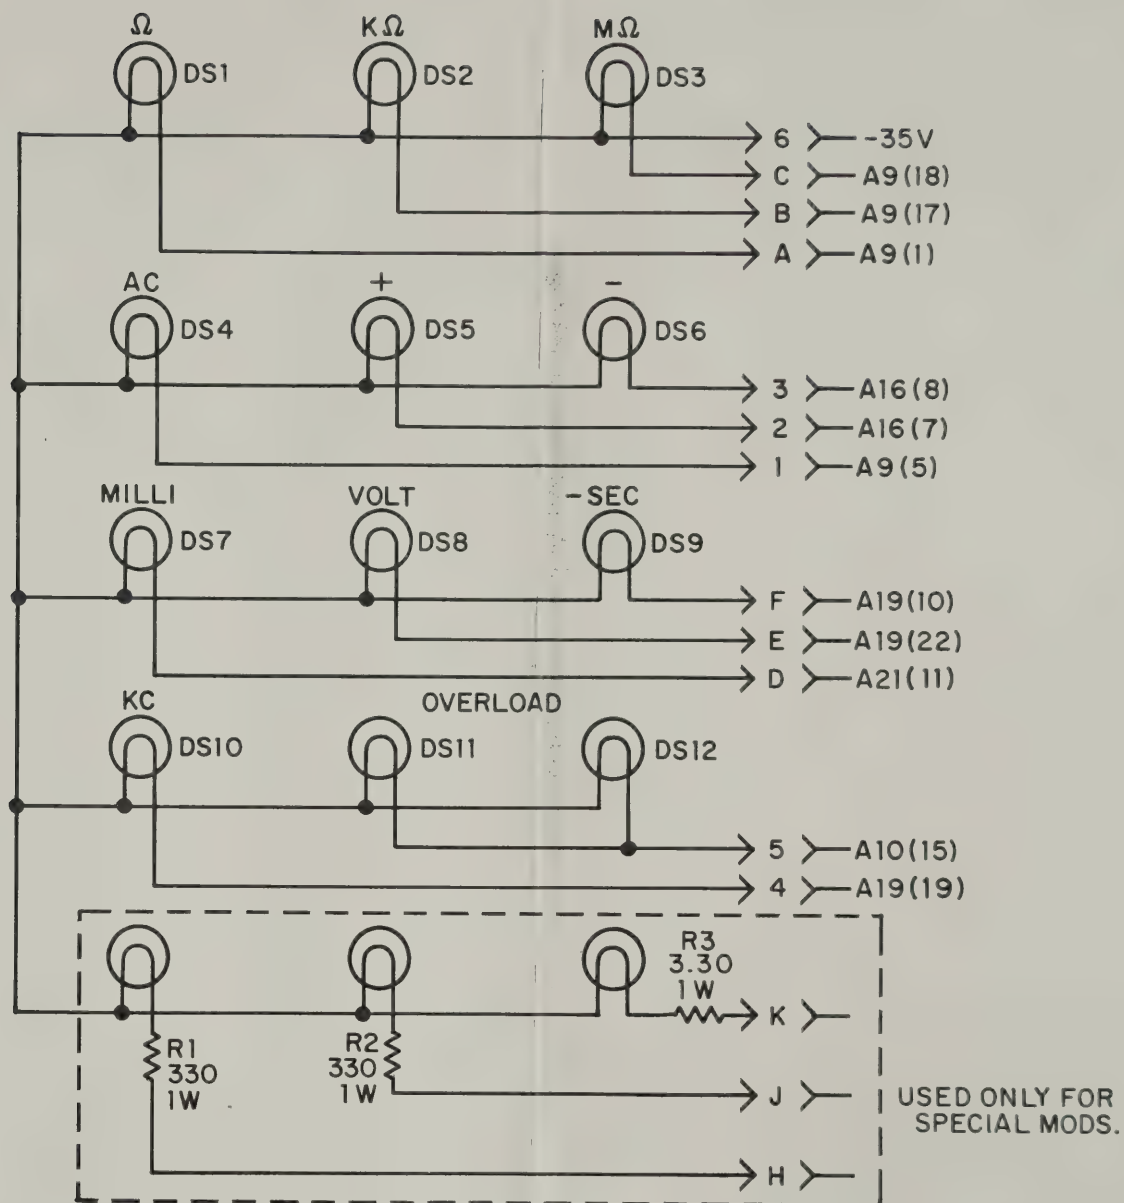 Ω KΩ MΩ
DS1 DS2 DS3
6 -35V
C A9(18)
B A9(17)
A A9(1)
AC + -
DS4 DS5 DS6
3 A16(8)
2 A16(7)
1 A9(5)
MILLI VOLT -SEC
DS7 DS8 DS9
F A19(10)
E A19(22)
D A21(11)
KC OVERLOAD
DS10 DS11 DS12
5 A10(15)
4 A19(19)
R3
3.30
1W
K
R1
330
1W
R2
330
1W
J
H
USED ONLY FOR
SPECIAL MODS.